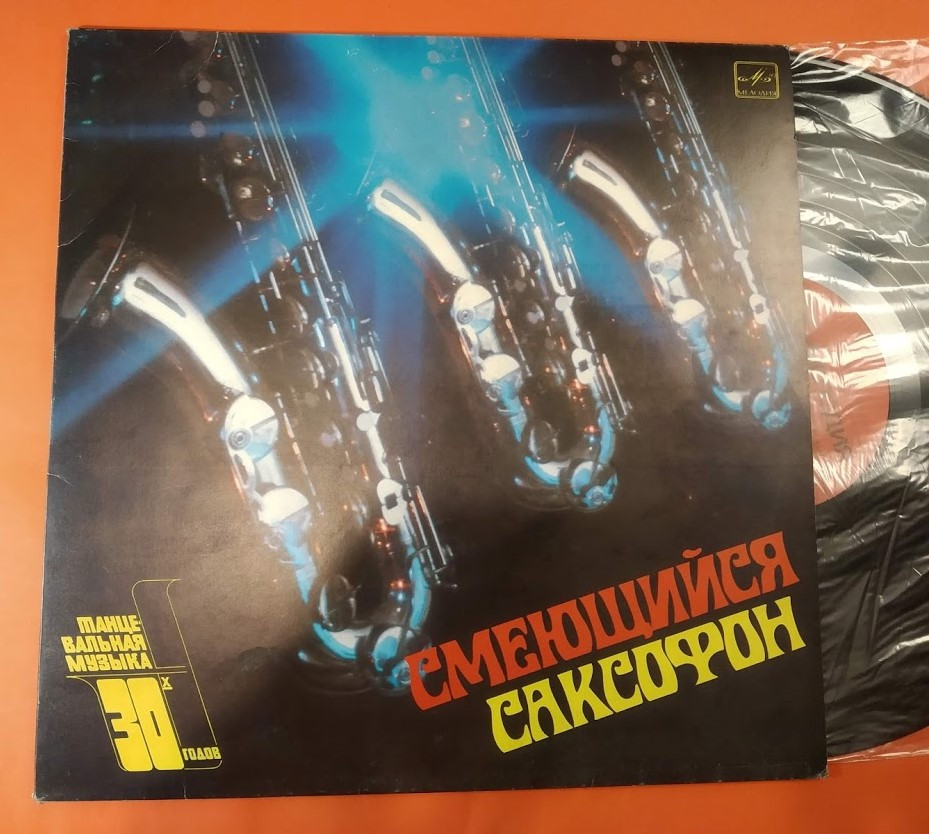 МЕЛОДИЯ
СМЕЮЩИЙСЯ
САКСОФОН
ТАНЦЕ
ВАЛЬНАЯ
МУЗЫКА
30х
ГОДОВ